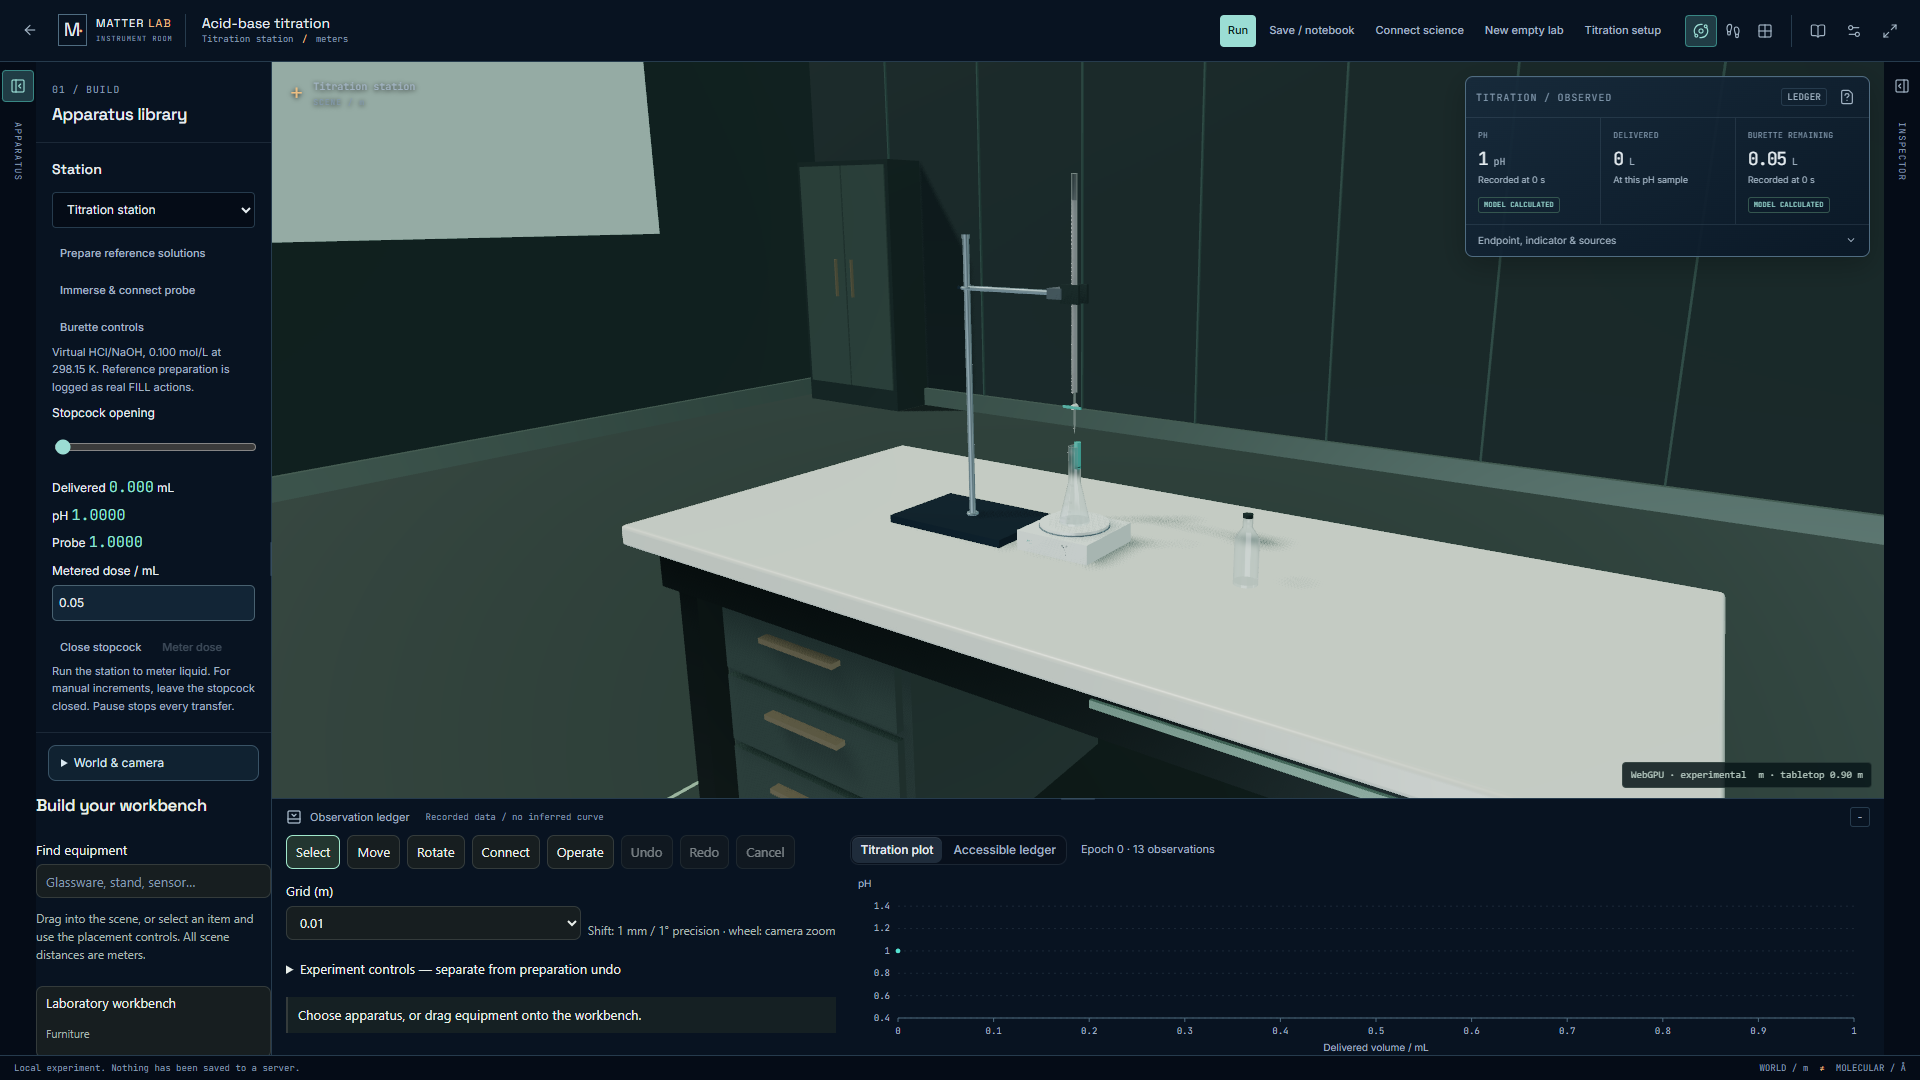 MATTER LAB
INSTRUMENT ROOM
Acid-base titration
Titration station / meters
Run
Save / notebook
Connect science
New empty lab
Titration setup
APPARATUS
01 / BUILD
Apparatus library
Station
Titration station
Prepare reference solutions
Immerse & connect probe
Burette controls
Virtual HCl/NaOH, 0.100 mol/L at
298.15 K. Reference preparation is
logged as real FILL actions.
Stopcock opening
Delivered 0.000 mL
pH 1.0000
Probe 1.0000
Metered dose / mL
0.05
Close stopcock
Meter dose
Run the station to meter liquid. For
manual increments, leave the stopcock
closed. Pause stops every transfer.
World & camera
Build your workbench
Find equipment
Glassware, stand, sensor...
Drag into the scene, or select an item and
use the placement controls. All scene
distances are meters.
Laboratory workbench
Furniture
Titration station
TITRATION / OBSERVED
LEDGER
PH
1 pH
Recorded at 0 s
MODEL CALCULATED
DELIVERED
0 L
At this pH sample
BURETTE REMAINING
0.05 L
Recorded at 0 s
MODEL CALCULATED
Endpoint, indicator & sources
INSPECTOR
WebGPU · experimental m · tabletop 0.90 m
Observation ledger
Recorded data / no inferred curve
-
Select
Move
Rotate
Connect
Operate
Undo
Redo
Cancel
Grid (m)
0.01
Shift: 1 mm / 1° precision · wheel: camera zoom
Experiment controls — separate from preparation undo
Choose apparatus, or drag equipment onto the workbench.
Titration plot
Accessible ledger
Epoch 0 · 13 observations
pH
1.4
1.2
1
0.8
0.6
0.4
0
0.1
0.2
0.3
0.4
0.5
0.6
0.7
0.8
0.9
1
Delivered volume / mL
Local experiment. Nothing has been saved to a server.
WORLD / m ≠ MOLECULAR / Å